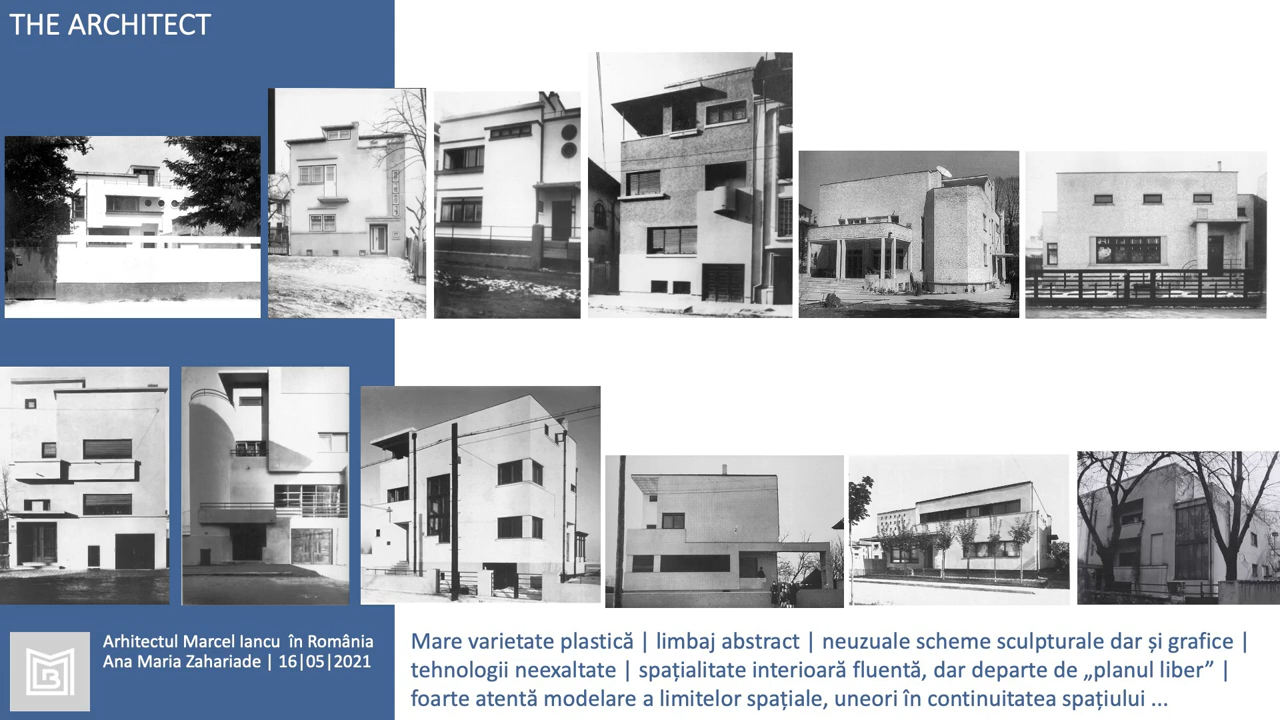 THE ARCHITECT
Arhitectul Marcel Iancu în România
Ana Maria Zahariade | 16|05|2021
Mare varietate plastică | limbaj abstract | neuzuale scheme sculpturale dar și grafice |
tehnologii neexaltate | spațialitate interioară fluentă, dar departe de „planul liber” |
foarte atentă modelare a limitelor spațiale, uneori în continuitatea spațiului ...